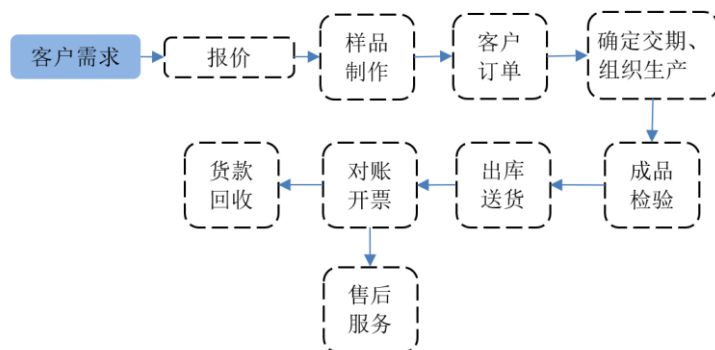 客户需求
报价
样品
制作
客户
订单
确定交期、
组织生产
成品
检验
出库
送货
对账
开票
货款
回收
售后
服务